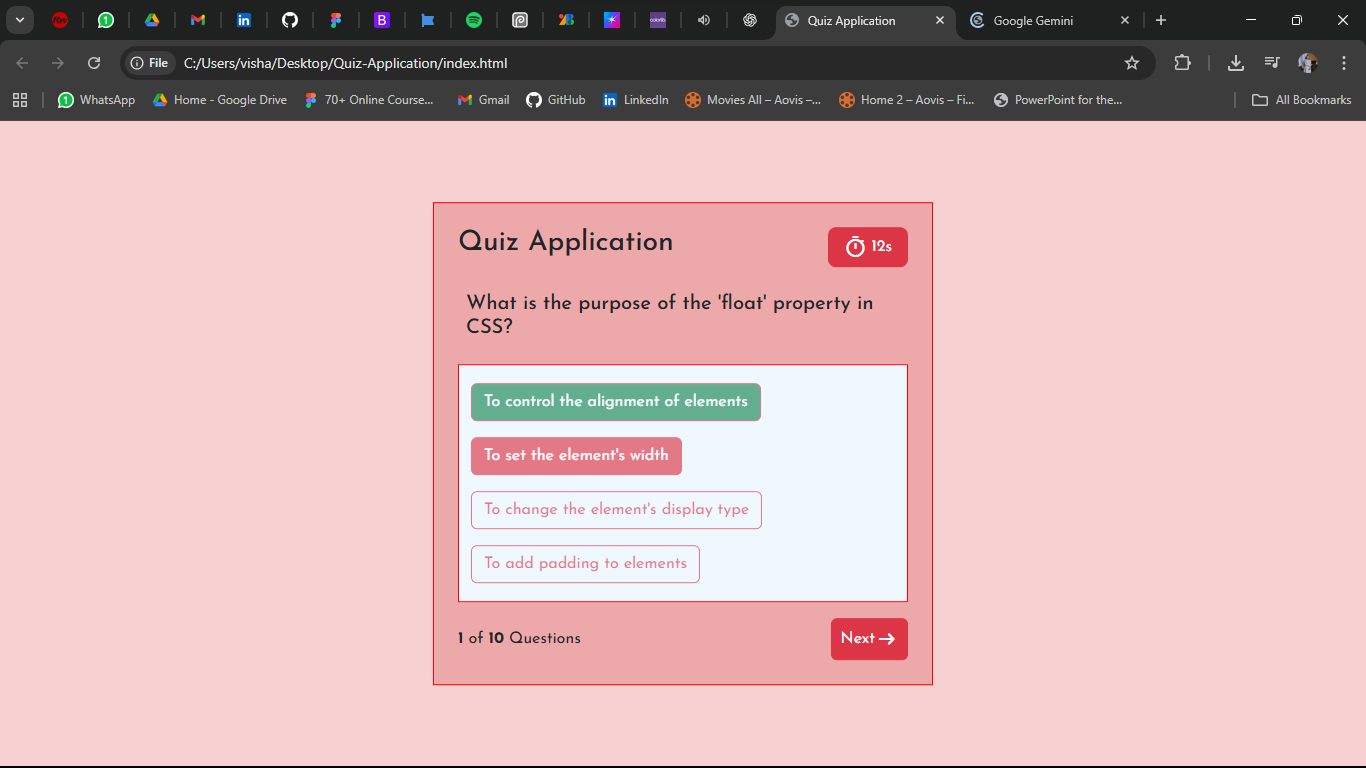 Quiz Application
Google Gemini
File
C:/Users/visha/Desktop/Quiz-Application/index.html
WhatsApp
Home - Google Drive
70+ Online Course...
Gmail
GitHub
LinkedIn
Movies All – Aovis –...
Home 2 – Aovis – Fi...
PowerPoint for the...
All Bookmarks
Quiz Application
12s
What is the purpose of the 'float' property in
CSS?
To control the alignment of elements
To set the element's width
To change the element's display type
To add padding to elements
1 of 10 Questions
Next